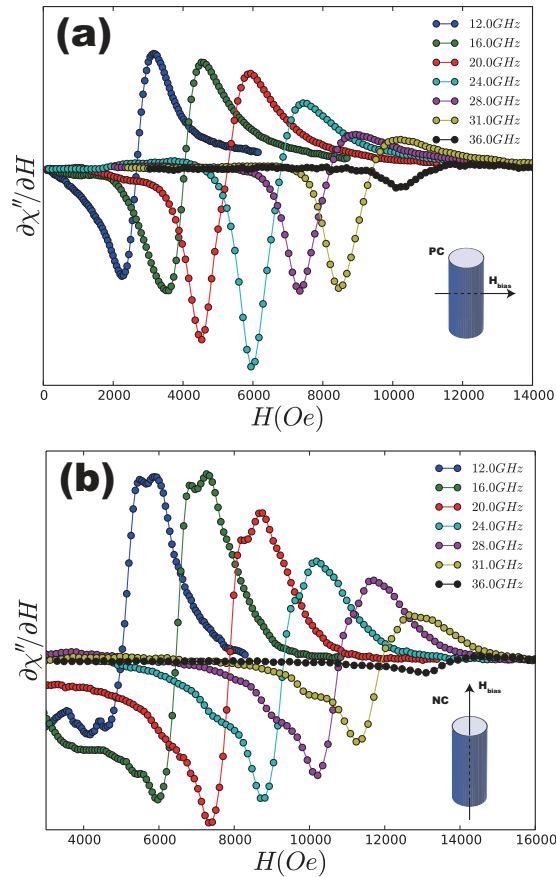 (a)
12.0GHz
16.0GHz
20.0GHz
24.0GHz
28.0GHz
31.0GHz
36.0GHz
∂χ″/∂H
PC
H_bias
0 2000 4000 6000 8000 10000 12000 14000
H(Oe)
(b)
12.0GHz
16.0GHz
20.0GHz
24.0GHz
28.0GHz
31.0GHz
36.0GHz
∂χ″/∂H
H_bias
NC
4000 6000 8000 10000 12000 14000 16000
H(Oe)